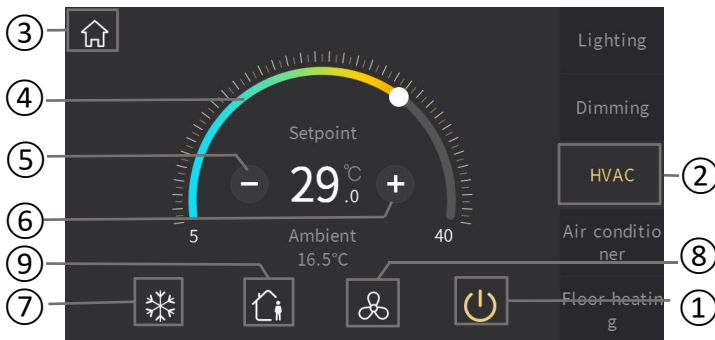 ③
Lighting
④
Dimming
Setpoint
⑤
HVAC
②
− 29.0 °C +
⑥
5
Ambient
40
Air conditio
ner
16.5°C
⑧
⑨
⑦
①
Floor heatin
g